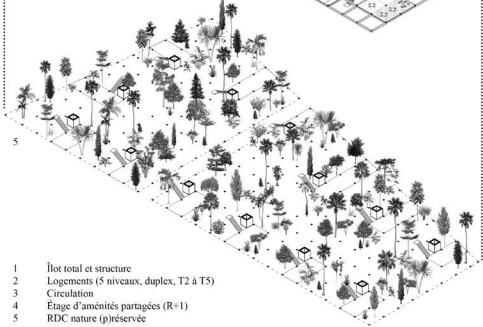 5
1 Îlot total et structure
2 Logements (5 niveaux, duplex, T2 à T5)
3 Circulation
4 Étage d'aménités partagées (R+1)
5 RDC nature (p)réservée